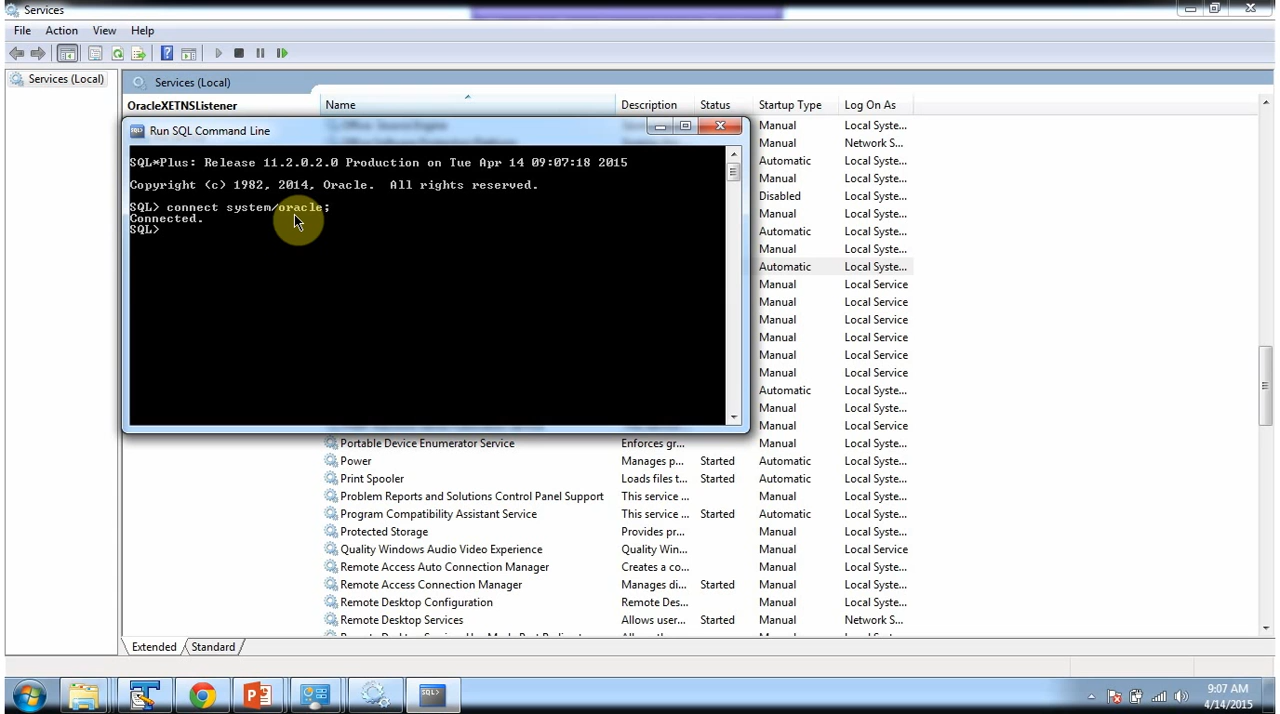 Services
File Action View Help
Services (Local)
Services (Local)
OracleXETNSListener
Name Description Status Startup Type Log On As
Manual Local Syste...
Manual Network S...
Automatic Local Syste...
Disabled Local Syste...
Manual Local Syste...
Automatic Local Syste...
Manual Local Syste...
Automatic Local Syste...
Manual Local Service
Manual Local Service
Manual Local Service
Manual Local Service
Manual Local Service
Manual Local Service
Automatic Local Syste...
Manual Local Syste...
Manual Local Syste...
Run SQL Command Line
SQL*Plus: Release 11.2.0.2.0 Production on Tue Apr 14 09:07:18 2015
Copyright (c) 1982, 2014, Oracle. All rights reserved.
SQL> connect system/oracle;
Connected.
SQL>
Portable Device Enumerator Service Enforces gr... Manual Local Syste...
Power Manages p... Started Automatic Local Syste...
Print Spooler Loads files t... Started Automatic Local Syste...
Problem Reports and Solutions Control Panel Support This service ... Manual Local Syste...
Program Compatibility Assistant Service This service ... Started Automatic Local Syste...
Protected Storage Provides pr... Manual Local Syste...
Quality Windows Audio Video Experience Quality Win... Manual Local Service
Remote Access Auto Connection Manager Creates a co... Manual Local Syste...
Remote Access Connection Manager Manages di... Started Manual Local Syste...
Remote Desktop Configuration Remote Des... Manual Local Syste...
Remote Desktop Services Allows user... Started Manual Network S...
Extended Standard
SQL>
9:07 AM
4/14/2015